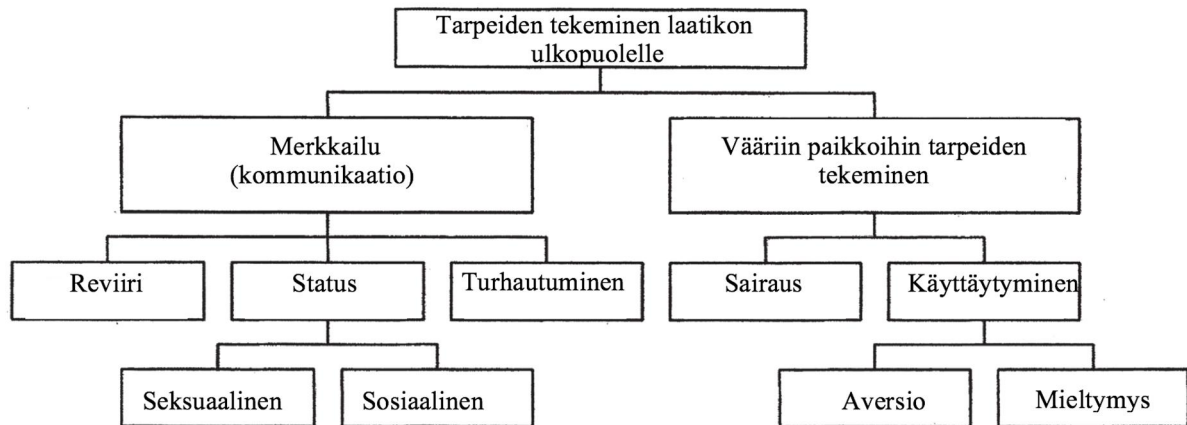 Tarpeiden tekeminen laatikon
ulkopuolelle
Merkkailu
(kommunikaatio)
Vääriin paikkoihin tarpeiden
tekeminen
Reviiri
Status
Turhautuminen
Sairaus
Käyttäytyminen
Seksuaalinen
Sosiaalinen
Aversio
Mieltymys